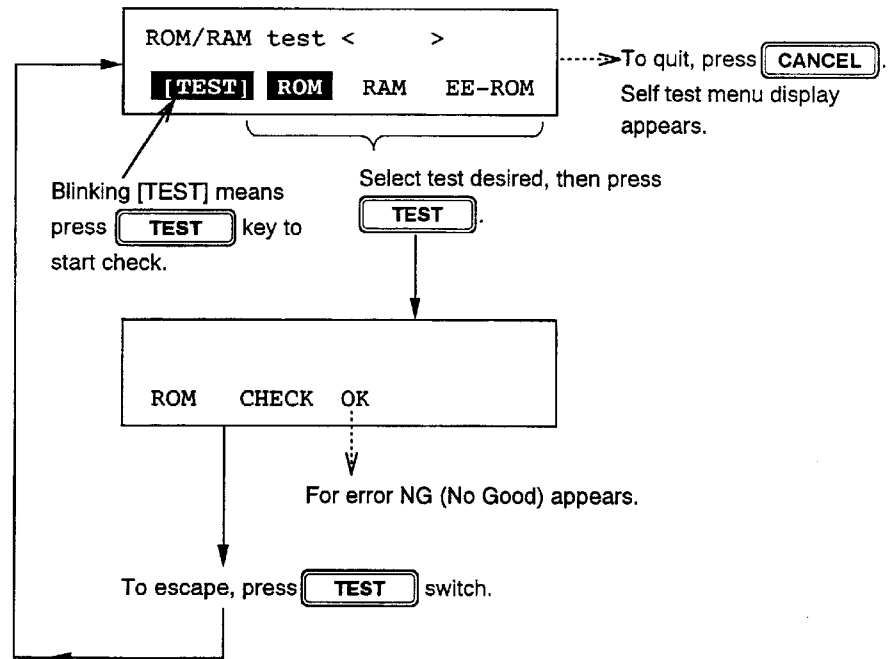 ROM/RAM test < >
[TEST] ROM RAM EE-ROM
To quit, press CANCEL.
Self test menu display
appears.
Blinking [TEST] means
press TEST key to
start check.
Select test desired, then press
TEST.
ROM CHECK OK
For error NG (No Good) appears.
To escape, press TEST switch.